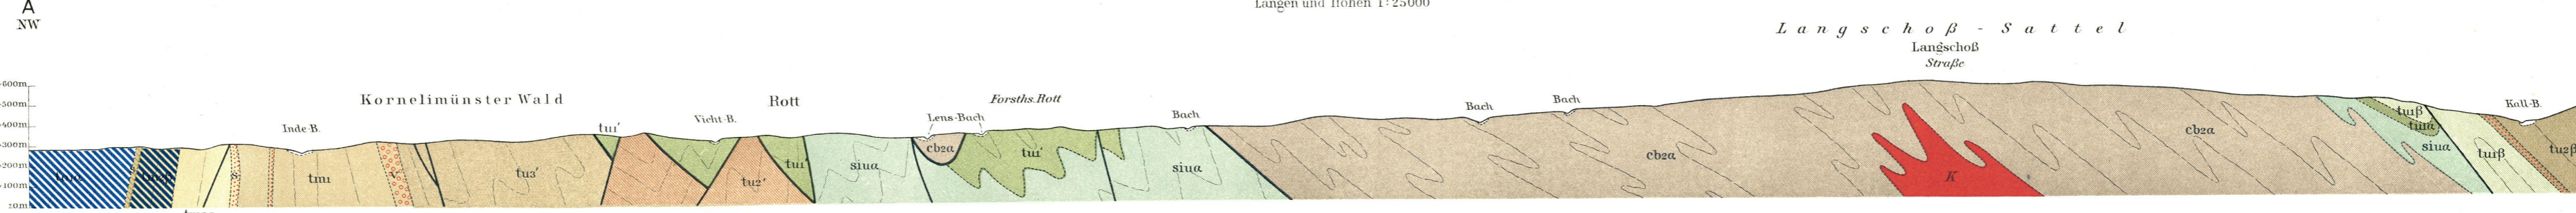 A
NW
Längen und Höhen 1:25000
Langschoß-Sattel
Langschoß
Straße
600m
500m
400m
300m
200m
100m
±0m
Kornelimünster Wald
Rott
Forsths. Rott
Inde-B.
tu1'
Vicht-B.
Lens-Bach
Bach
Bach
Bach
Kall-B.
S
tm1
tu3'
tu2'
tu1'
siuα
cb2α
tu1'
siuα
cb2α
K
cb2α
tu1β
tu1α
siuα
tu1β
tu2β